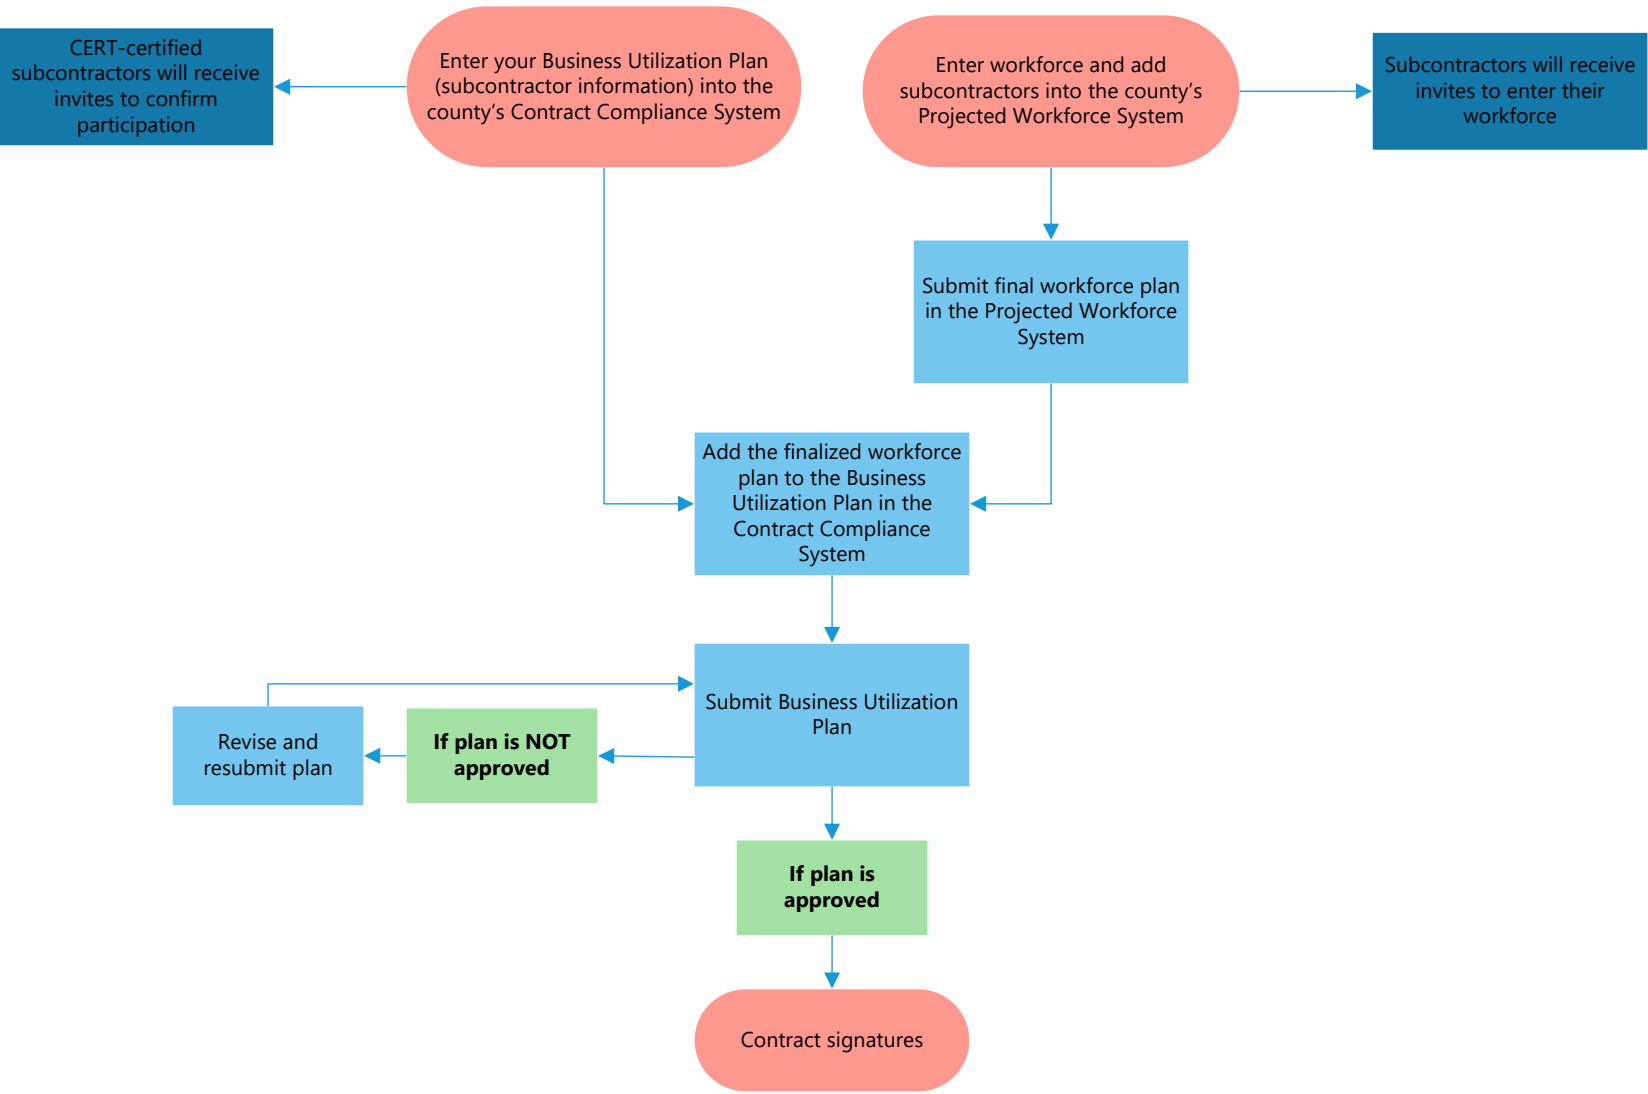 CERT-certified
subcontractors will receive
invites to confirm
participation
Enter your Business Utilization Plan
(subcontractor information) into the
county’s Contract Compliance System
Enter workforce and add
subcontractors into the county’s
Projected Workforce System
Subcontractors will receive
invites to enter their
workforce
Submit final workforce plan
in the Projected Workforce
System
Add the finalized workforce
plan to the Business
Utilization Plan in the
Contract Compliance
System
Submit Business Utilization
Plan
If plan is NOT
approved
Revise and
resubmit plan
If plan is
approved
Contract signatures